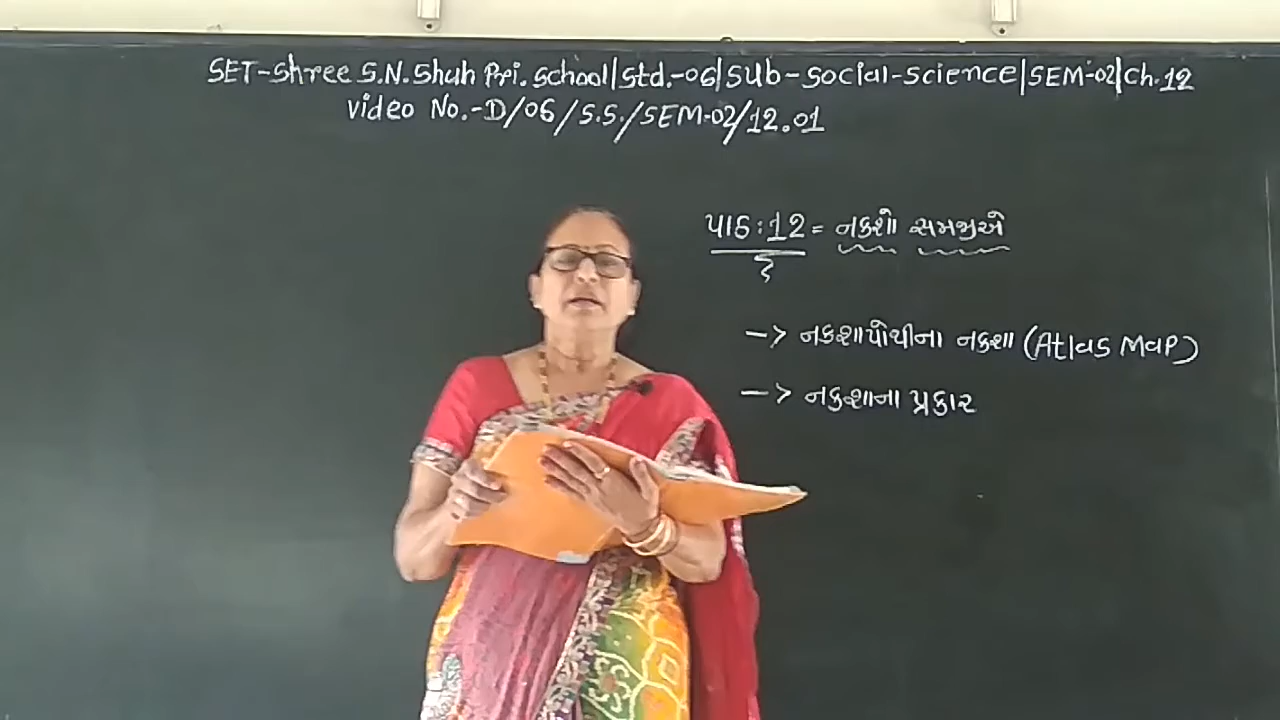 SET-Shree S.N.Shah Pri. School|Std.-06|Sub-Social-Science|SEM-02|Ch.12
Video No.-D/06/S.S./SEM-02/12.01
પાઠ:12 = નકશો સમજીએ
-> નકશાપોથીના નકશા (Atlas Map)
-> નકશાના પ્રકાર